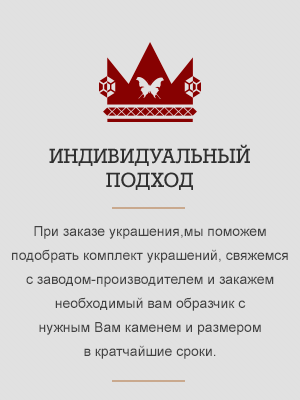 ИНДИВИДУАЛЬНЫЙ
ПОДХОД
При заказе украшения,мы поможем
подобрать комплект украшений, свяжемся
с заводом-производителем и закажем
необходимый вам образчик с
нужным Вам каменем и размером
в кратчайшие сроки.